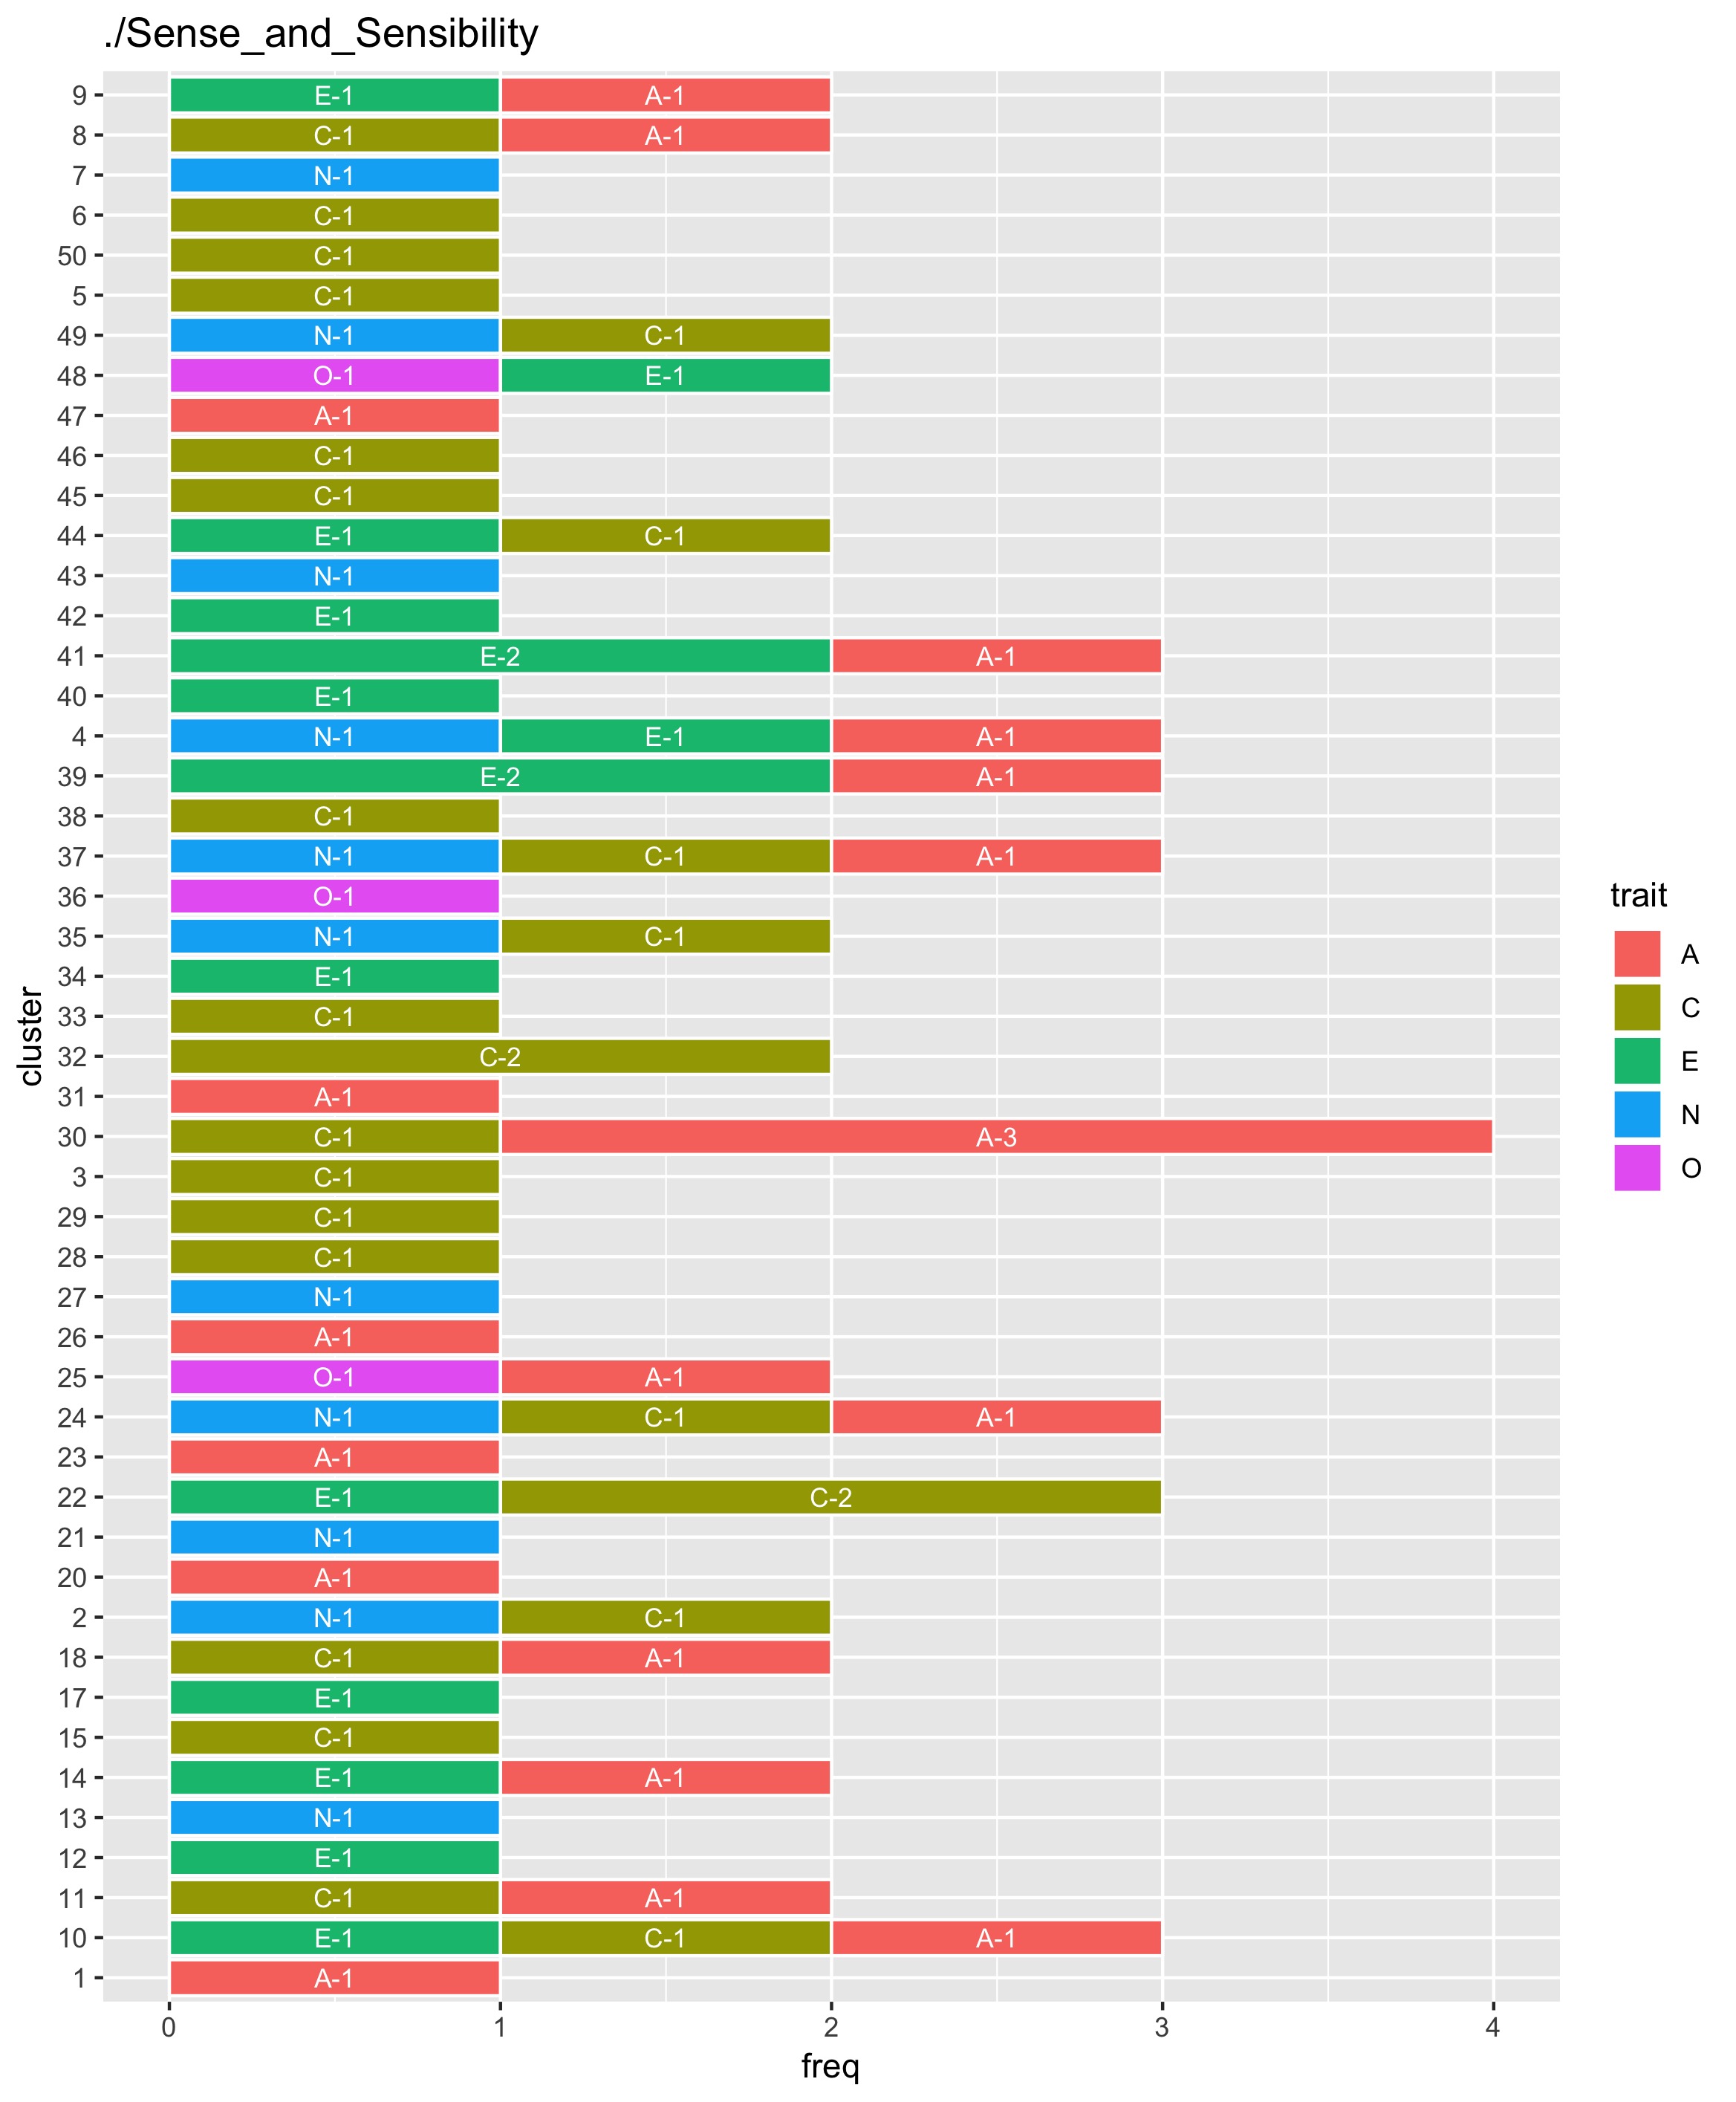 ./Sense_and_Sensibility
9 E-1 A-1
8 C-1 A-1
7 N-1
6 C-1
50 C-1
5 C-1
49 N-1 C-1
48 O-1 E-1
47 A-1
46 C-1
45 C-1
44 E-1 C-1
43 N-1
42 E-1
41 E-2 A-1
40 E-1
4 N-1 E-1 A-1
39 E-2 A-1
38 C-1
37 N-1 C-1 A-1
36 O-1
35 N-1 C-1
34 E-1
33 C-1
32 C-2
31 A-1
30 C-1 A-3
3 C-1
29 C-1
28 C-1
27 N-1
26 A-1
25 O-1 A-1
24 N-1 C-1 A-1
23 A-1
22 E-1 C-2
21 N-1
20 A-1
2 N-1 C-1
18 C-1 A-1
17 E-1
15 C-1
14 E-1 A-1
13 N-1
12 E-1
11 C-1 A-1
10 E-1 C-1 A-1
1 A-1
0 1 2 3 4
freq
cluster
trait
A
C
E
N
O